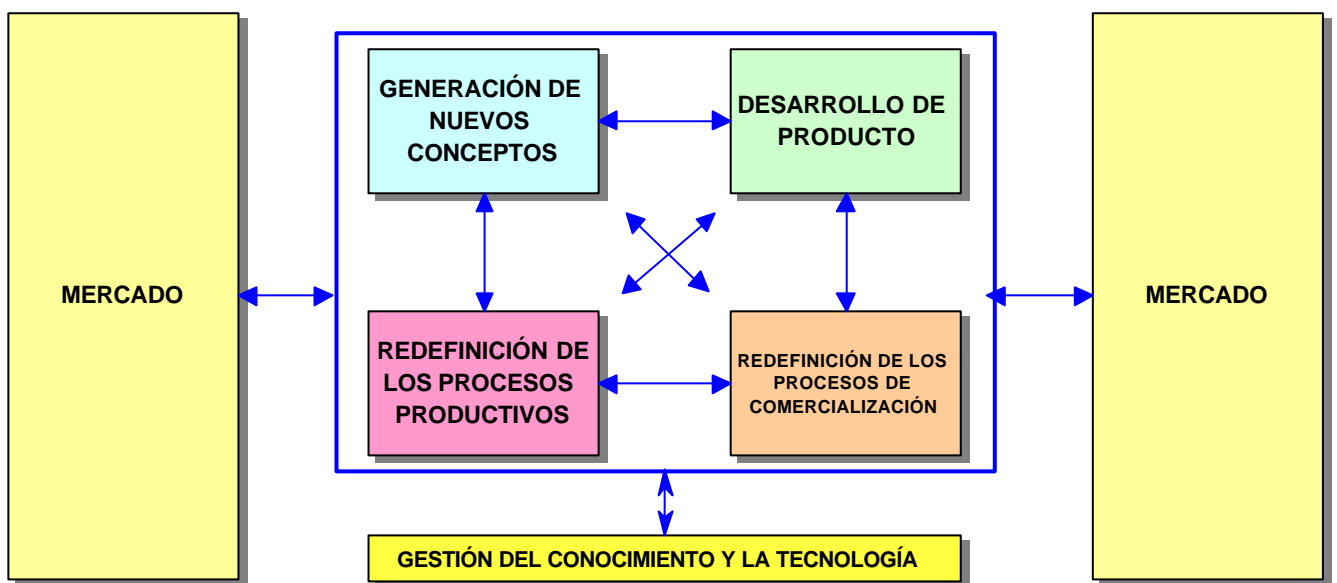 MERCADO
GENERACIÓN DE
NUEVOS
CONCEPTOS
DESARROLLO DE
PRODUCTO
REDEFINICIÓN DE
LOS PROCESOS
PRODUCTIVOS
REDEFINICIÓN DE LOS
PROCESOS DE
COMERCIALIZACIÓN
MERCADO
GESTIÓN DEL CONOCIMIENTO Y LA TECNOLOGÍA